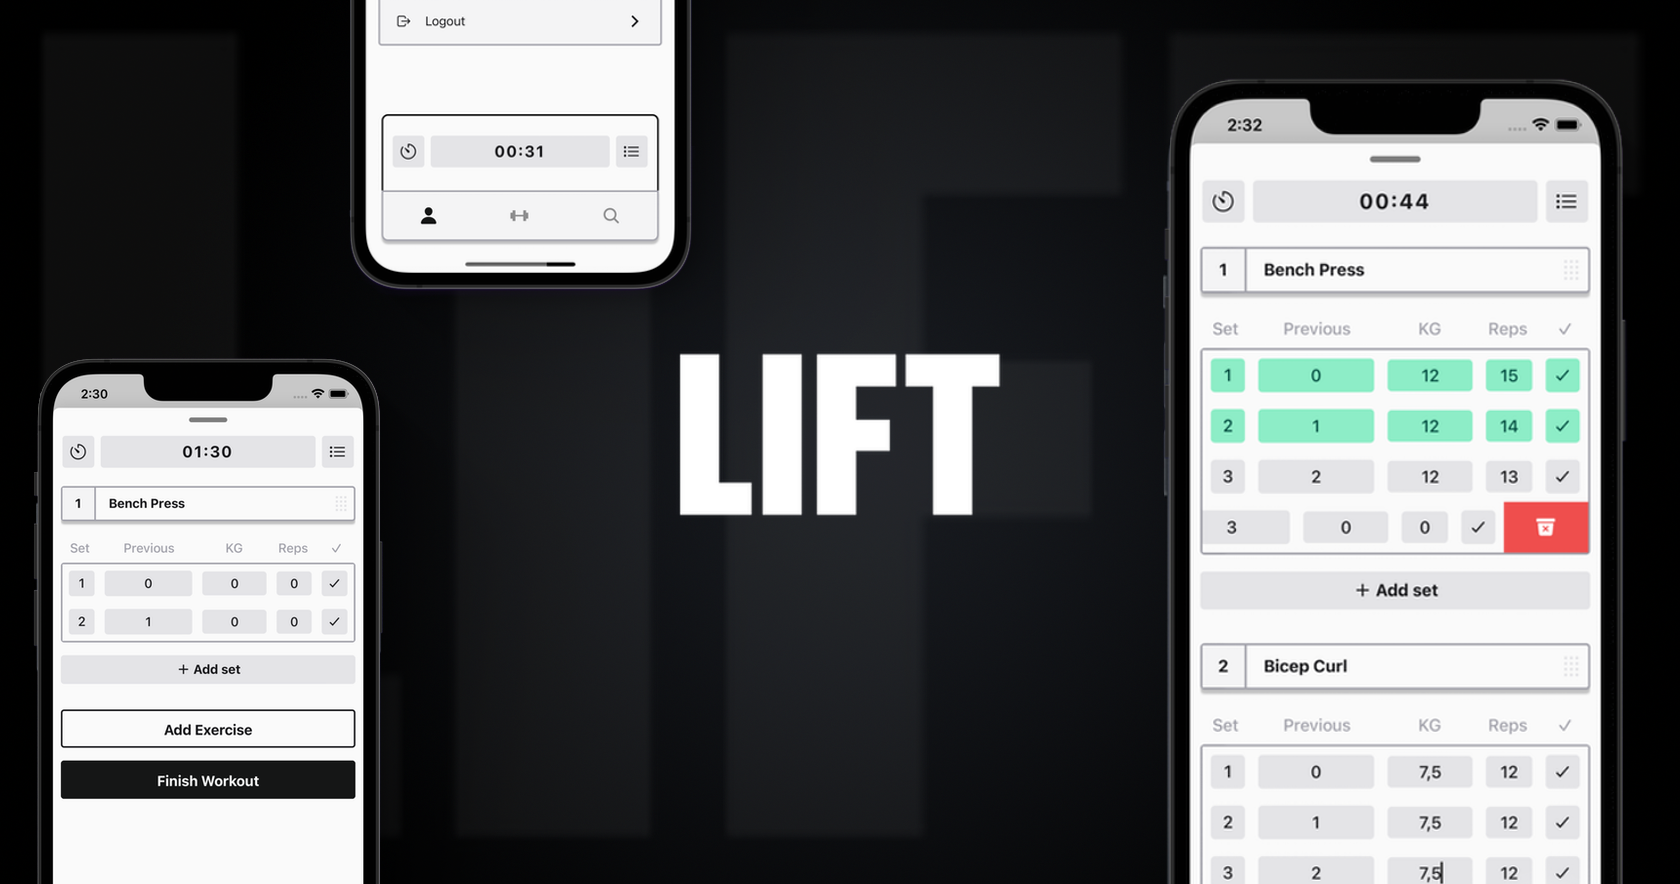 Logout
00:31
LIFT
2:30
01:30
1 Bench Press
Set Previous KG Reps
1 0 0 0
2 1 0 0
+ Add set
Add Exercise
Finish Workout
2:32
00:44
1 Bench Press
Set Previous KG Reps
1 0 12 15
2 1 12 14
3 2 12 13
3 0 0
+ Add set
2 Bicep Curl
Set Previous KG Reps
1 0 7,5 12
2 1 7,5 12
3 2 7,5 12